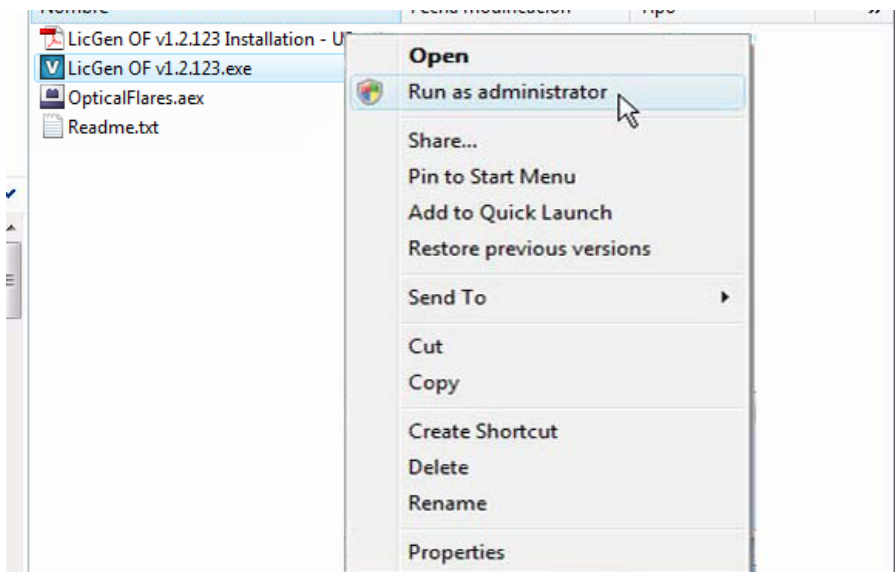 Nombre Fecha modificación Tipo »
LicGen OF v1.2.123 Installation - U
LicGen OF v1.2.123.exe
OpticalFlares.aex
Readme.txt
Open
Run as administrator
Share...
Pin to Start Menu
Add to Quick Launch
Restore previous versions
Send To
Cut
Copy
Create Shortcut
Delete
Rename
Properties